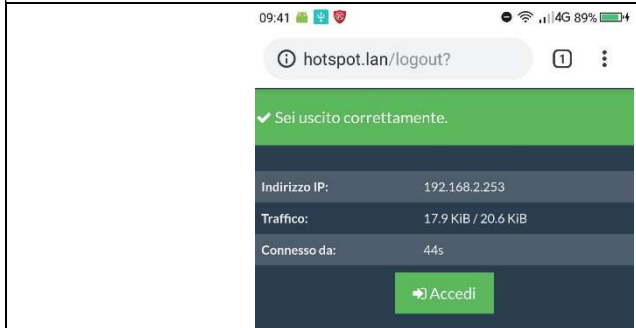 09:41 4G 89%
hotspot.lan/logout? 1
Sei uscito correttamente.
Indirizzo IP: 192.168.2.253
Traffico: 17.9 KiB / 20.6 KiB
Connesso da: 44s
Accedi